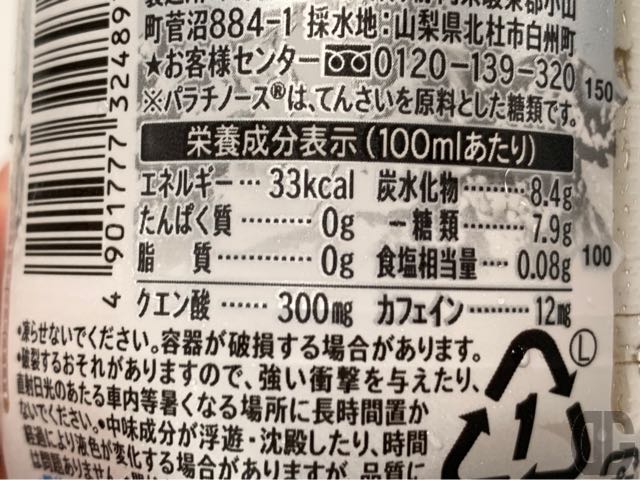 町菅沼884-1 採水地:山梨県北杜市白州町
★お客様センター 0120-139-320
※パラチノース®は、てんさいを原料とした糖類です。
150
栄養成分表示(100mlあたり)
エネルギー…33kcal 炭水化物……8.4g
たんぱく質………0g －糖類………7.9g
脂質………0g 食塩相当量…0.08g
100
クエン酸……300mg カフェイン……12mg
•凍らせないでください。容器が破損する場合があります。
•破裂するおそれがありますので、強い衝撃を与えたり、
直射日光のあたる車内等暑くなる場所に長時間置か
ないでください。•中味成分が浮遊・沈殿したり、時間
経過により液色が変化する場合がありますが、品質に
は問題ありません。
4 901777 32489
L
1